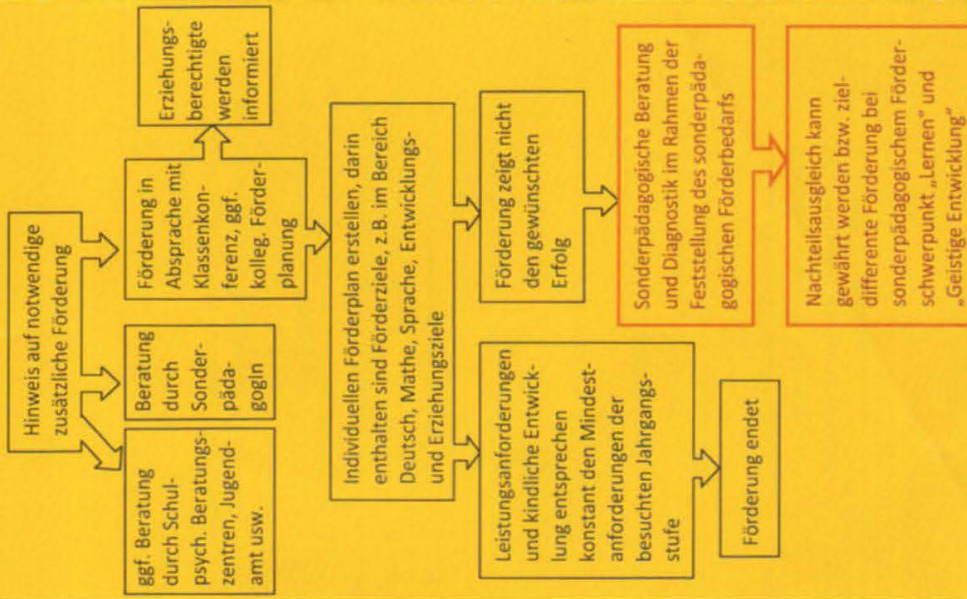 Hinweis auf notwendige
zusätzliche Förderung
ggf. Beratung
durch Schul-
psych. Beratungs
zentren, Jugend-
amt usw.
Beratung
durch
Sonder-
päda-
gogIn
Förderung in
Absprache mit
Klassenkon-
ferenz, ggf.
kolleg. Förder-
planung
Erziehungs-
berechtigte
werden
informiert
Individuellen Förderplan erstellen, darin
enthalten sind Förderziele, z.B. im Bereich
Deutsch, Mathe, Sprache, Entwicklungs-
und Erziehungsziele
Leistungsanforderungen
und kindliche Entwick-
lung entsprechen
konstant den Mindest-
anforderungen der
besuchten Jahrgangs-
stufe
Förderung endet
Förderung zeigt nicht
den gewünschten
Erfolg
Sonderpädagogische Beratung
und Diagnostik im Rahmen der
Feststellung des sonderpäda-
gogischen Förderbedarfs
Nachteilsausgleich kann
gewährt werden bzw. ziel-
differente Förderung bei
sonderpädagogischem Förder-
schwerpunkt „Lernen" und
„Geistige Entwicklung"